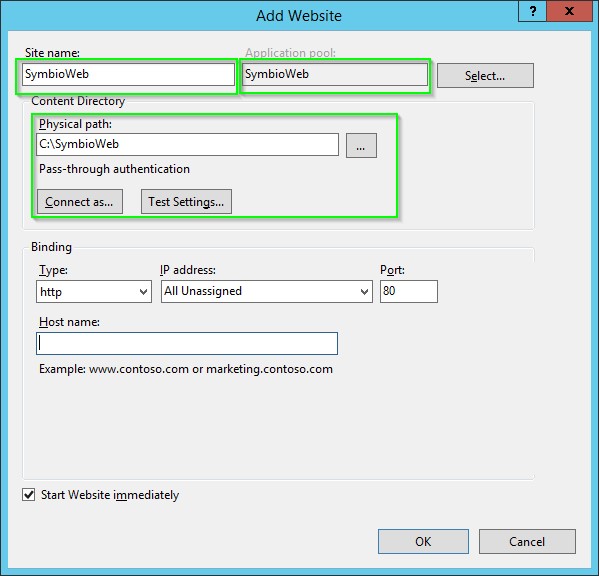 Add Website
?
x
Site name:
Application pool:
SymbioWeb
SymbioWeb
Select...
Content Directory
Physical path:
C:\SymbioWeb
...
Pass-through authentication
Connect as...
Test Settings...
Binding
Type:
IP address:
Port:
http
All Unassigned
80
Host name:
Example: www.contoso.com or marketing.contoso.com
Start Website immediately
OK
Cancel